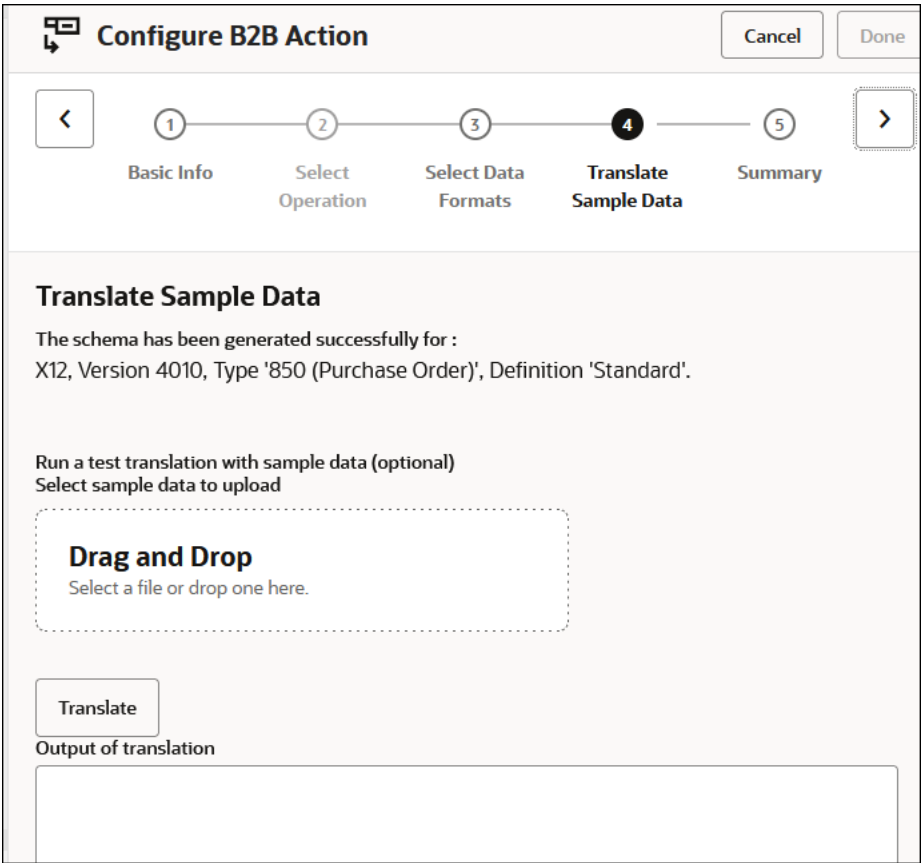 Configure B2B Action
Cancel
Done
1
2
3
4
5
Basic Info
Select
Operation
Select Data
Formats
Translate
Sample Data
Summary
Translate Sample Data
The schema has been generated successfully for :
X12, Version 4010, Type '850 (Purchase Order)', Definition 'Standard'.
Run a test translation with sample data (optional)
Select sample data to upload
Drag and Drop
Select a file or drop one here.
Translate
Output of translation